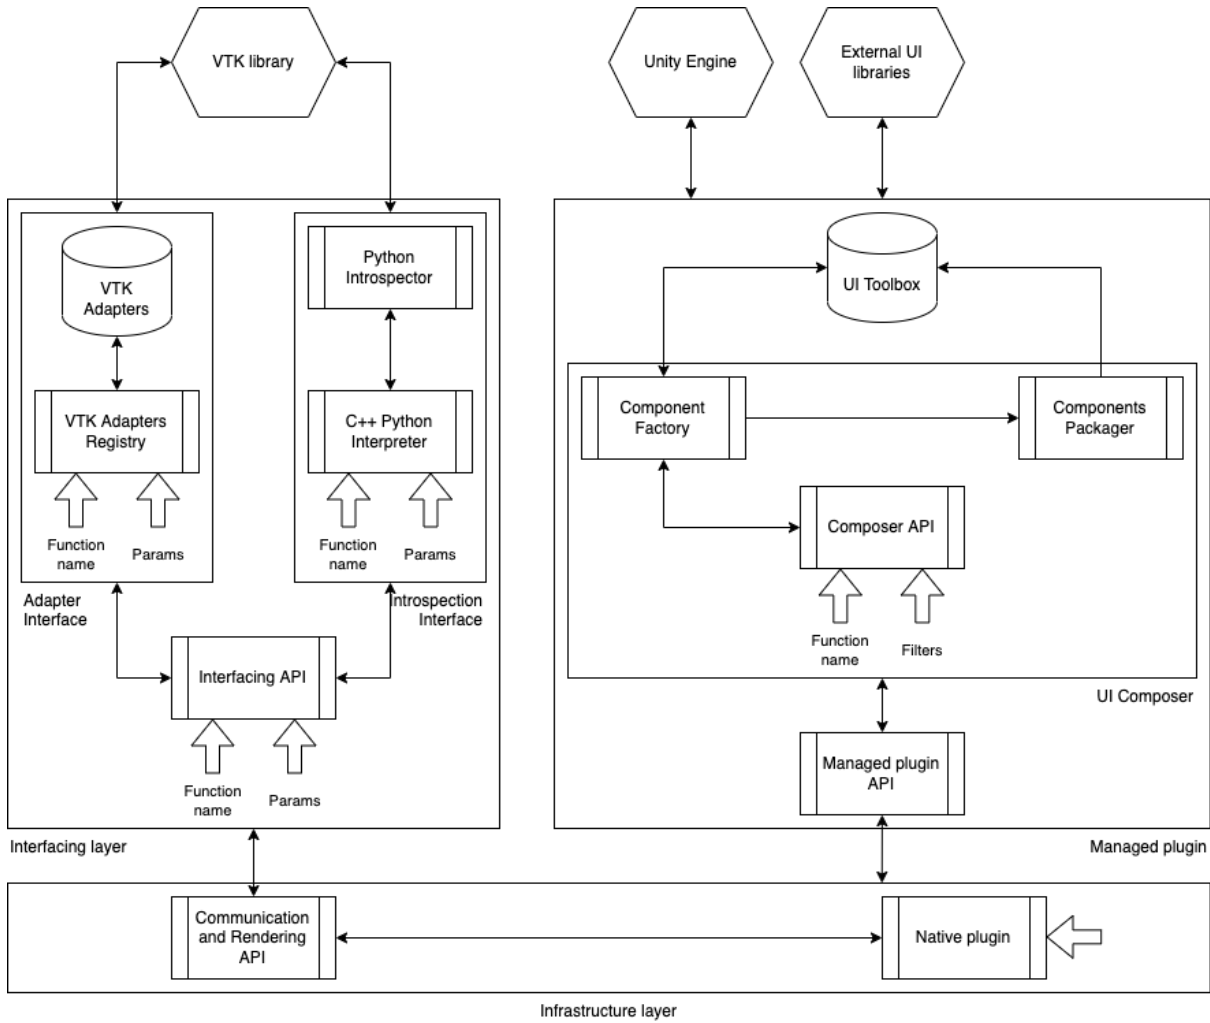 VTK library
Unity Engine
External UI
libraries
VTK
Adapters
Python
Introspector
UI Toolbox
VTK Adapters
Registry
C++ Python
Interpreter
Component
Factory
Components
Packager
Composer API
Function
name
Params
Function
name
Params
Adapter
Interface
Introspection
Interface
Function
name
Filters
Interfacing API
UI Composer
Function
name
Params
Managed plugin
API
Interfacing layer
Managed plugin
Communication
and Rendering
API
Native plugin
Infrastructure layer